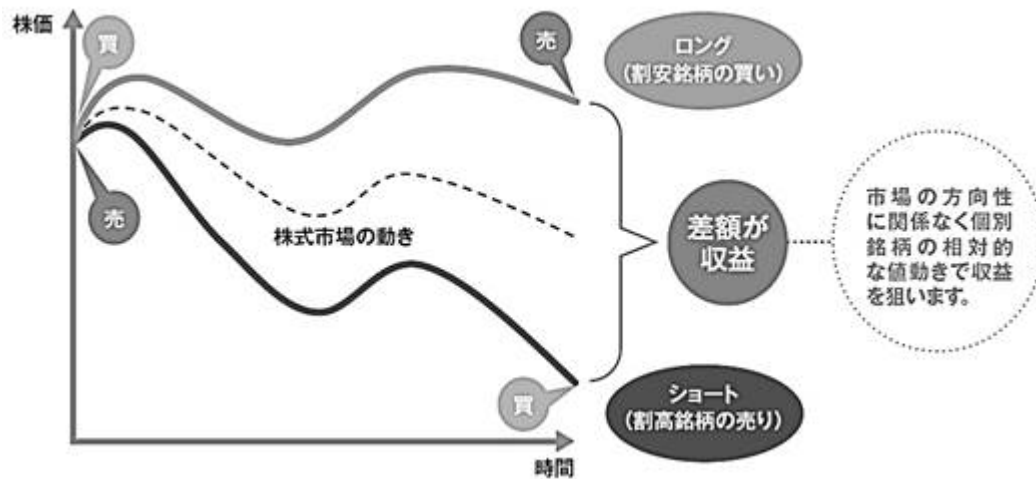 株価
買
売
ロング
(割安銘柄の買い)
売
株式市場の動き
差額が
収益
市場の方向性
に関係なく個別
銘柄の相対的
な値動きで収益
を狙います。
買
ショート
(割高銘柄の売り)
時間